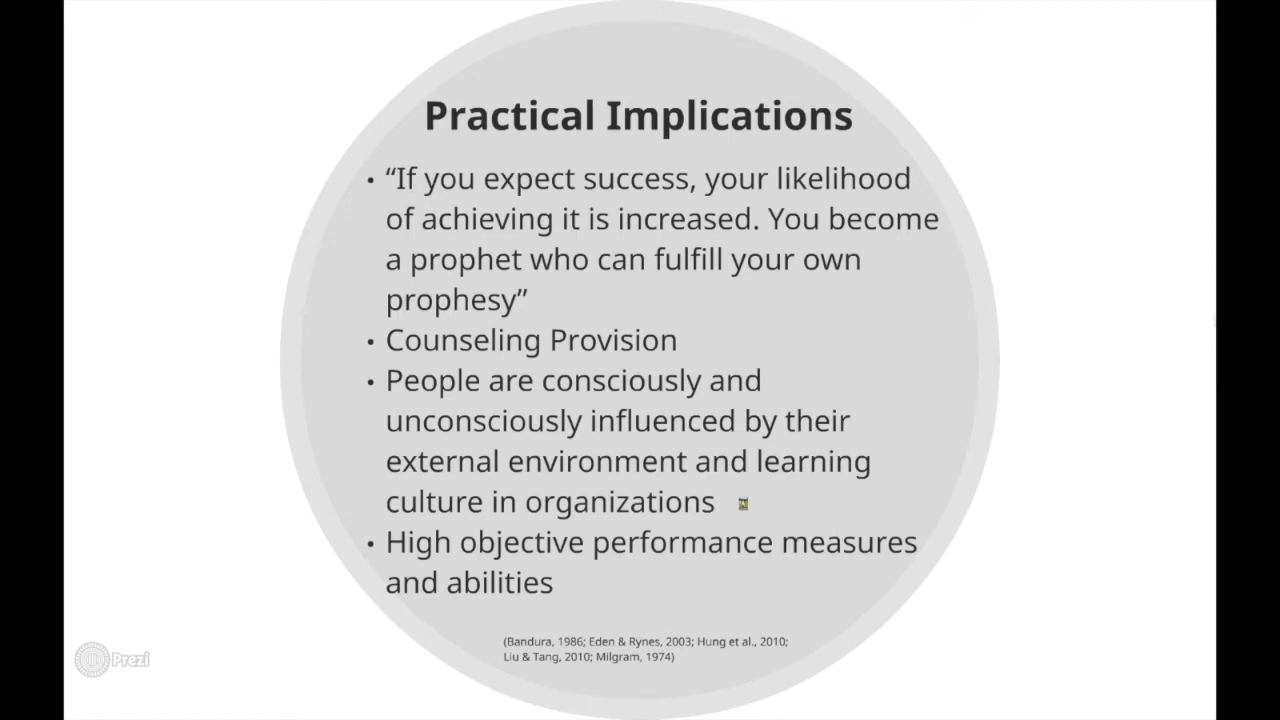 Practical Implications
• “If you expect success, your likelihood
of achieving it is increased. You become
a prophet who can fulfill your own
prophesy”
• Counseling Provision
• People are consciously and
unconsciously influenced by their
external environment and learning
culture in organizations
• High objective performance measures
and abilities
(Bandura, 1986; Eden & Rynes, 2003; Hung et al., 2010;
Liu & Tang, 2010; Milgram, 1974)
Prezi